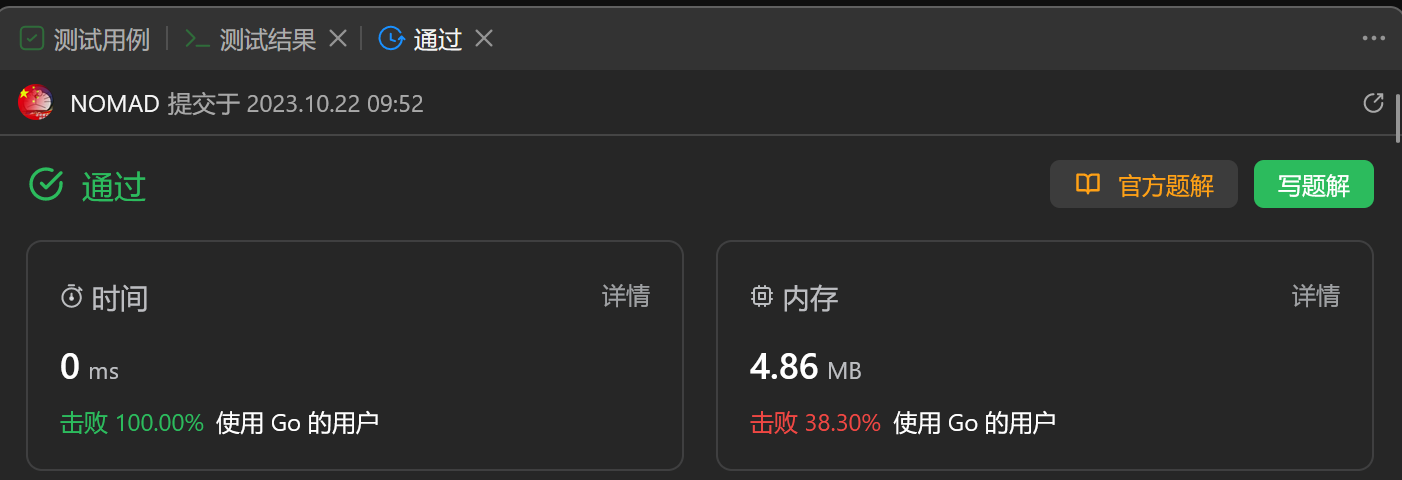 测试用例 测试结果 通过
NOMAD 提交于 2023.10.22 09:52
通过 官方题解 写题解
时间 详情 内存 详情
0 ms 4.86 MB
击败 100.00% 使用 Go 的用户 击败 38.30% 使用 Go 的用户